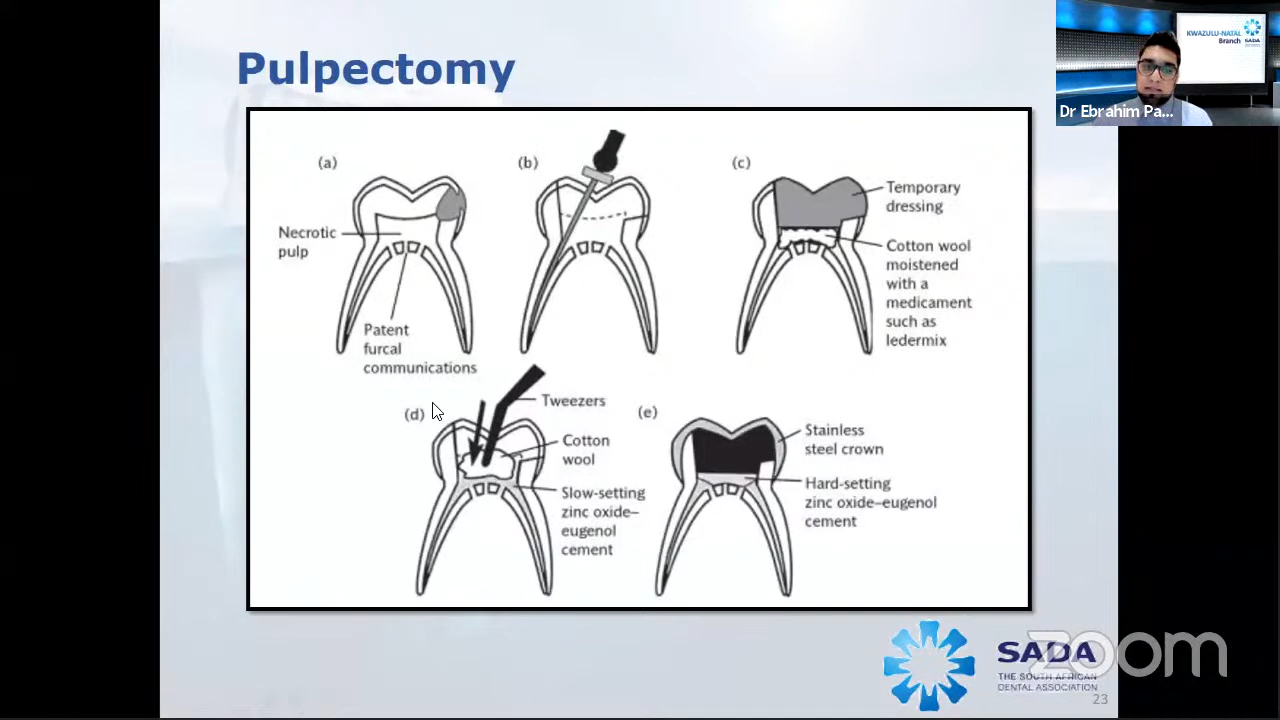 Pulpectomy
KWAZULU-NATAL
Branch
SADA
Dr Ebrahim Pa...
(a)
(b)
(c)
Necrotic
pulp
Patent
furcal
communications
Temporary
dressing
Cotton wool
moistened
with a
medicament
such as
ledermix
(d)
Tweezers
Cotton
wool
Slow-setting
zinc oxide–
eugenol
cement
(e)
Stainless
steel crown
Hard-setting
zinc oxide–eugenol
cement
SADA
THE SOUTH AFRICAN
DENTAL ASSOCIATION
zoom
23